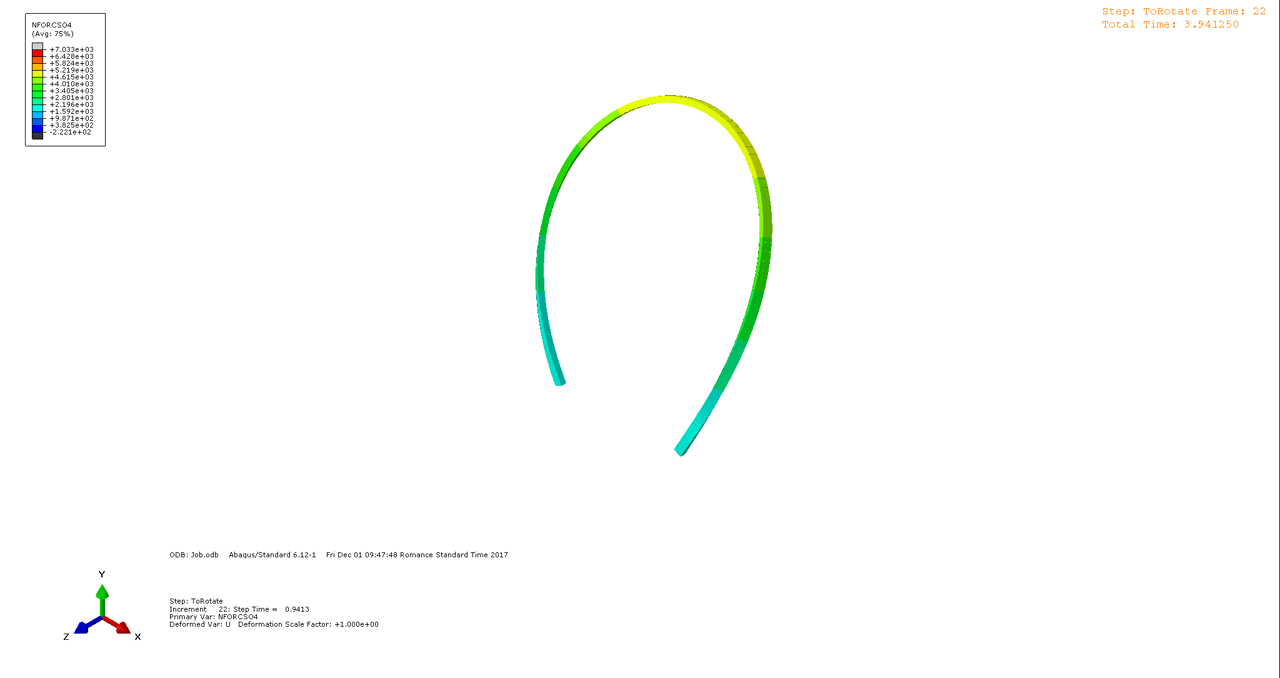 NFORCSO4
(Avg: 75%)
+7.033e+03
+6.428e+03
+5.824e+03
+5.219e+03
+4.615e+03
+4.010e+03
+3.405e+03
+2.801e+03
+2.196e+03
+1.592e+03
+9.871e+02
+3.825e+02
-2.221e+02
Step: ToRotate Frame: 22
Total Time: 3.941250
ODB: Job.odb Abaqus/Standard 6.12-1 Fri Dec 01 09:47:48 Romance Standard Time 2017
Y
Z
X
Step: ToRotate
Increment 22: Step Time = 0.9413
Primary Var: NFORCSO4
Deformed Var: U Deformation Scale Factor: +1.000e+00